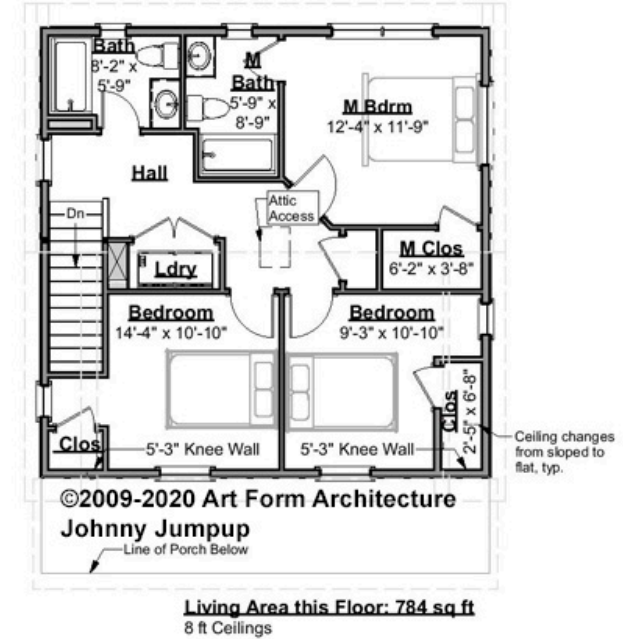 Bath
8'-2" x
5'-9"
M
Bath
5'-9" x
8'-9"
M Bdrm
12'-4" x 11'-9"
Hall
Attic
Access
Dn
Ldry
M Clos
6'-2" x 3'-8"
Bedroom
14'-4" x 10'-10"
Bedroom
9'-3" x 10'-10"
Clos
2'-5" x 6'-8"
Clos
5'-3" Knee Wall
5'-3" Knee Wall
Ceiling changes
from sloped to
flat, typ.
©2009-2020 Art Form Architecture
Johnny Jumpup
Line of Porch Below
Living Area this Floor: 784 sq ft
8 ft Ceilings